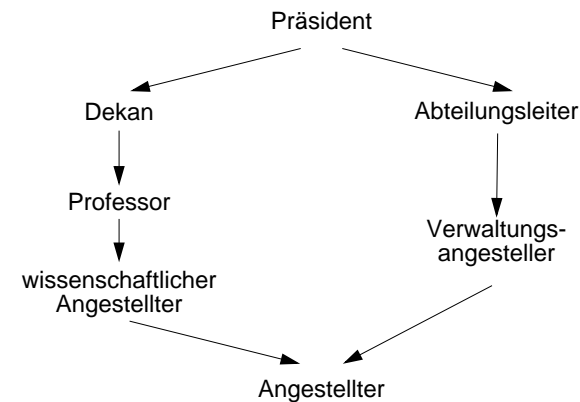 Präsident
Dekan
Abteilungsleiter
Professor
Verwaltungs-
angesteller
wissenschaftlicher
Angestellter
Angestellter